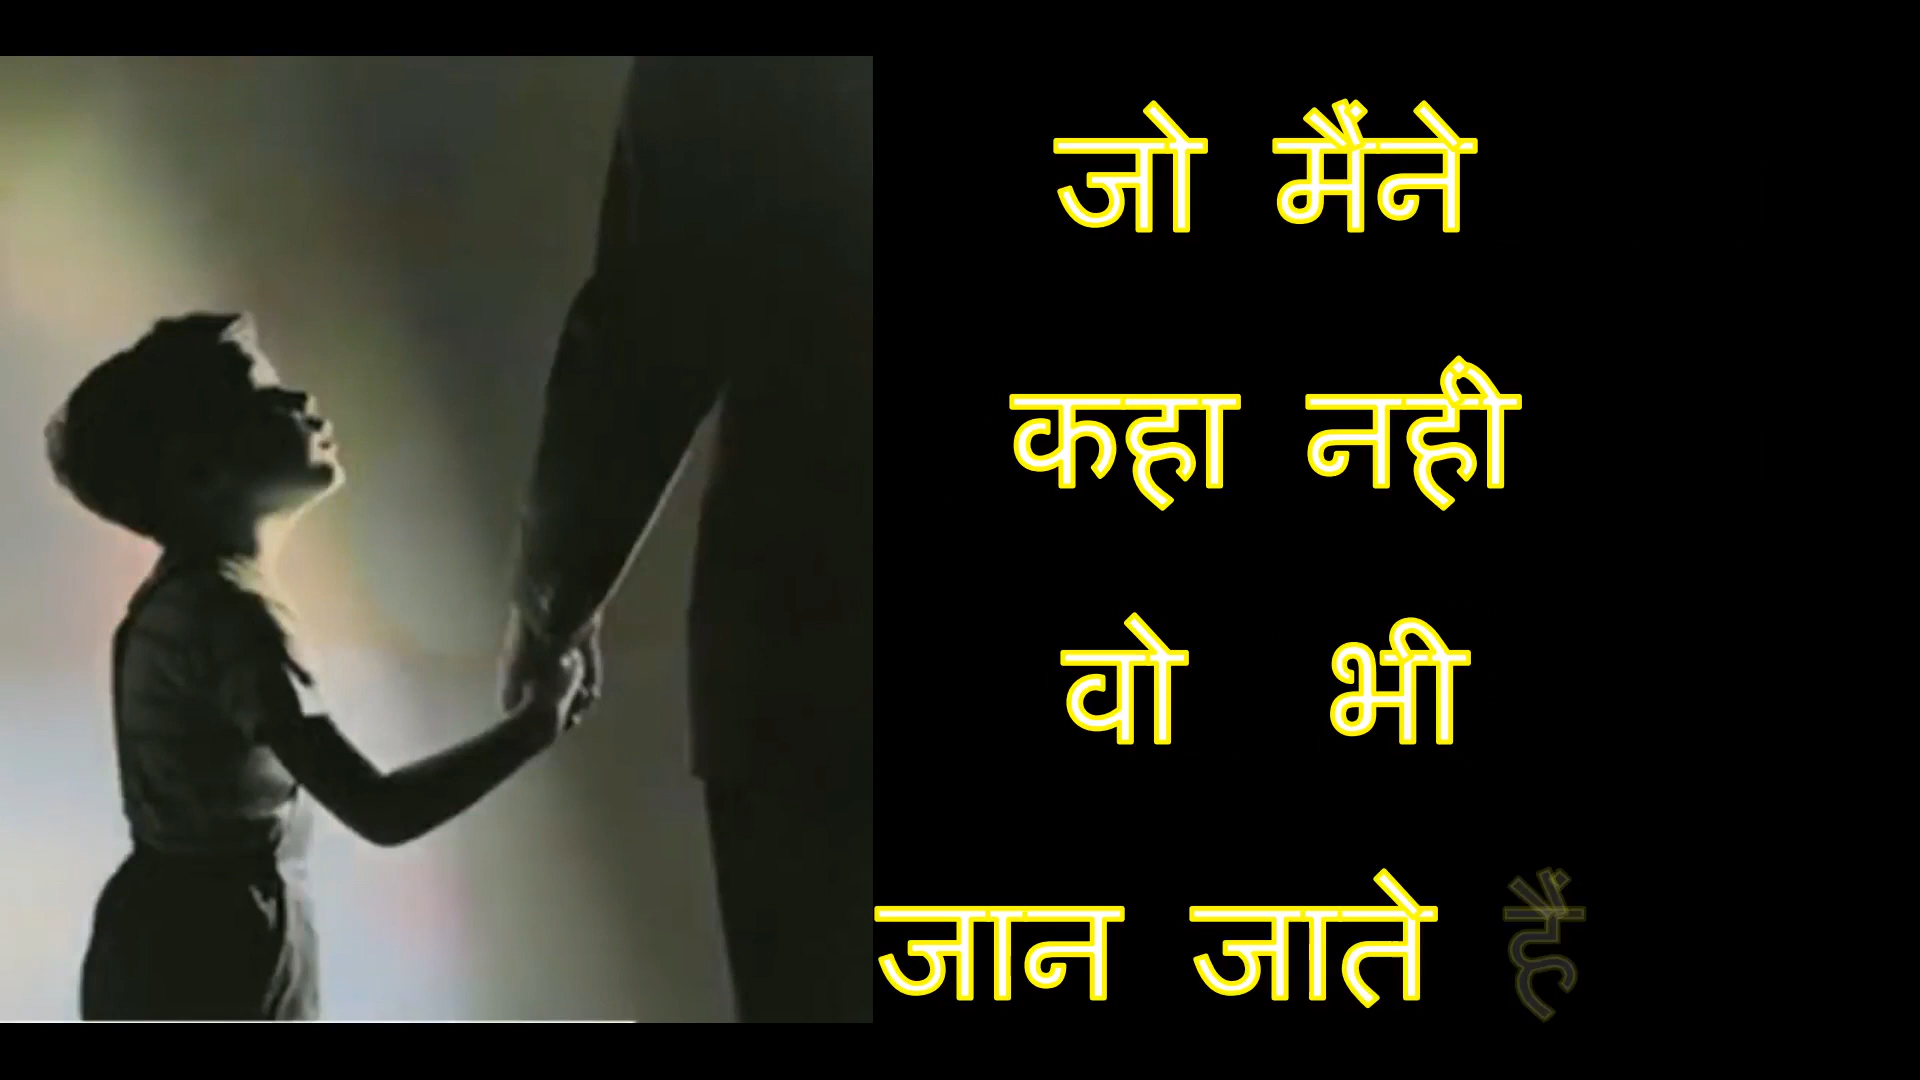 जो मैंने
कहा नहीं
वो भी
जान जाते हैं